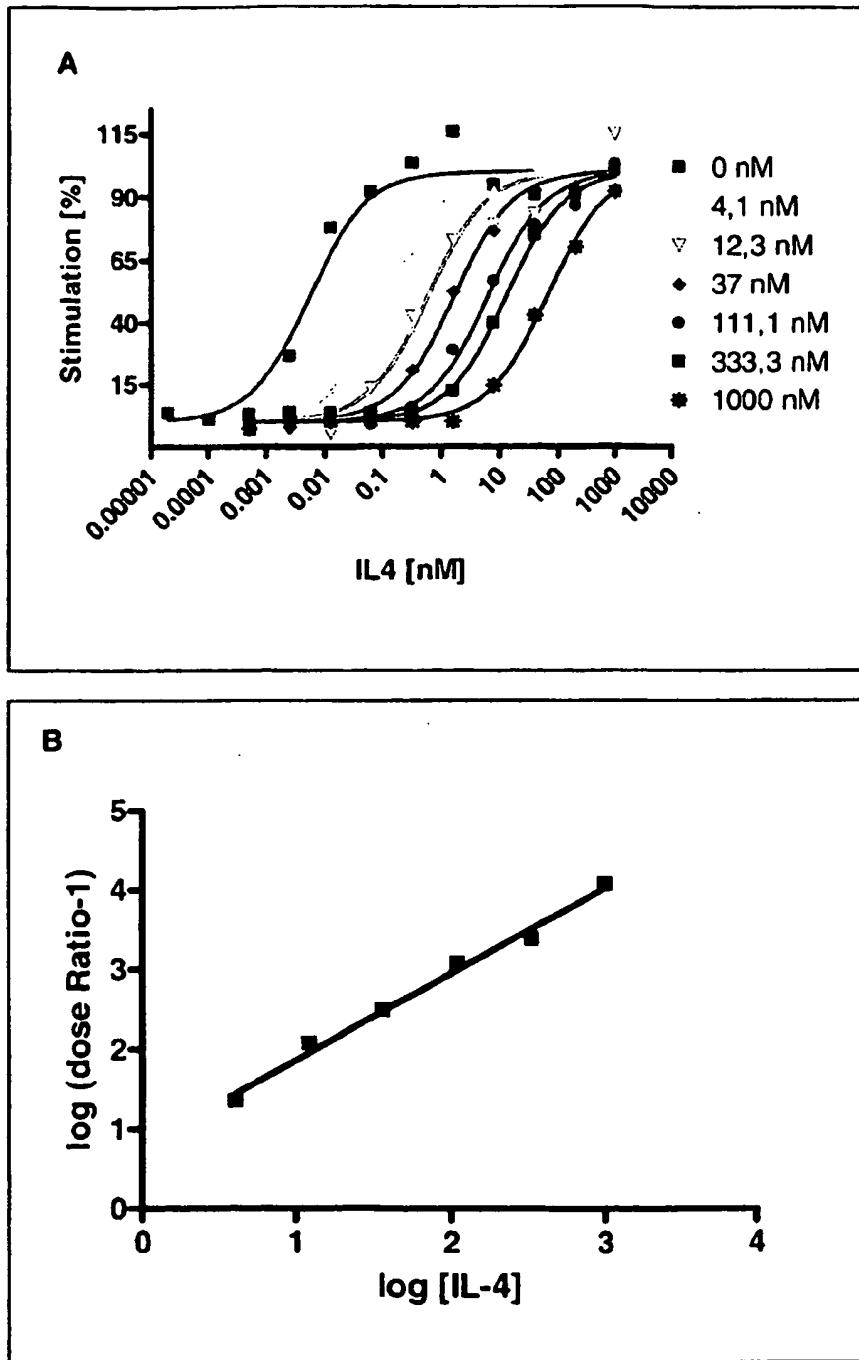 A
Stimulation [%]
115
90
65
40
15
0.00001
0.0001
0.001
0.01
0.1
1
10
100
1000
10000
IL4 [nM]
0 nM
4,1 nM
12,3 nM
37 nM
111,1 nM
333,3 nM
1000 nM
B
log (dose Ratio-1)
5
4
3
2
1
0
0
1
2
3
4
log [IL-4]